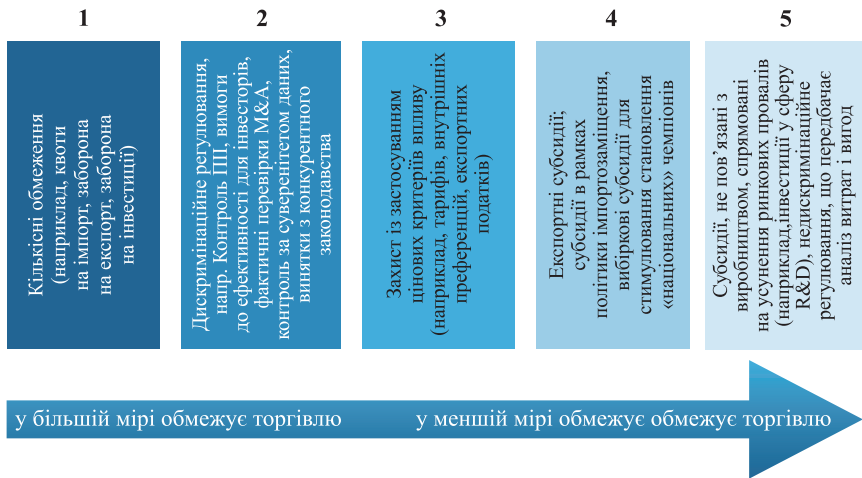 1
2
3
4
5
Кількісні обмеження
(наприклад, квоти
на імпорт, заборона
на експорт, заборона
на інвестиції)
Дискримінаційне регулювання,
напр. Контроль ПІІ, вимоги
до ефективності для інвесторів,
фактичні перевірки M&A,
контроль за суверенітетом даних,
винятки з конкурентного
законодавства
Захист із застосуванням
цінових критеріїв впливу
(наприклад, тарифів, внутрішніх
преференцій, експортних
податків)
Експортні субсидії;
субсидії в рамках
політики імпортозаміщення,
вибіркові субсидії для
стимулювання становлення
«національних» чемпіонів
Субсидії, не пов’язані з
виробництвом, спрямовані
на усунення ринкових провалів
(наприклад,інвестиції у сферу
R&D), недискримінаційне
регулювання, що передбачає
аналіз витрат і вигод
у більшій мірі обмежує торгівлю
у меншій мірі обмежує обмежує торгівлю